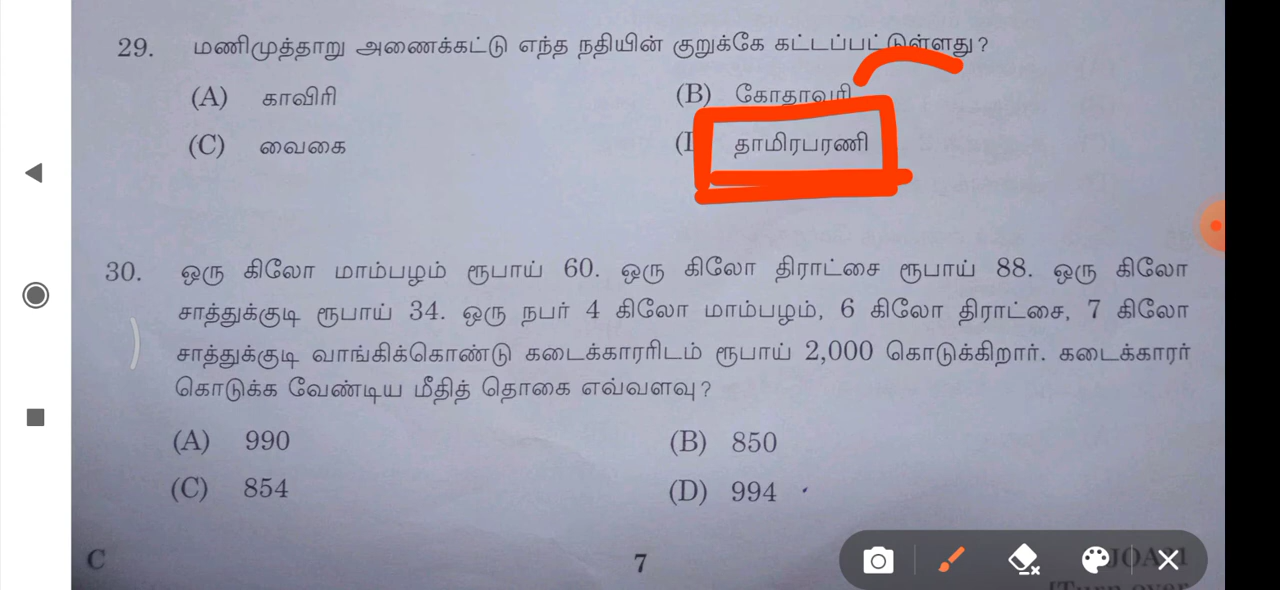 29. மணிமுத்தாறு அணைக்கட்டு எந்த நதியின் குறுக்கே கட்டப்பட்டுள்ளது?
(A) காவிரி (B) கோதாவரி
(C) வைகை தாமிரபரணி
30. ஒரு கிலோ மாம்பழம் ரூபாய் 60. ஒரு கிலோ திராட்சை ரூபாய் 88. ஒரு கிலோ
சாத்துக்குடி ரூபாய் 34. ஒரு நபர் 4 கிலோ மாம்பழம், 6 கிலோ திராட்சை, 7 கிலோ
சாத்துக்குடி வாங்கிக்கொண்டு கடைக்காரரிடம் ரூபாய் 2,000 கொடுக்கிறார். கடைக்காரர்
கொடுக்க வேண்டிய மீதித் தொகை எவ்வளவு?
(A) 990 (B) 850
(C) 854 (D) 994
C 7
[Turn over